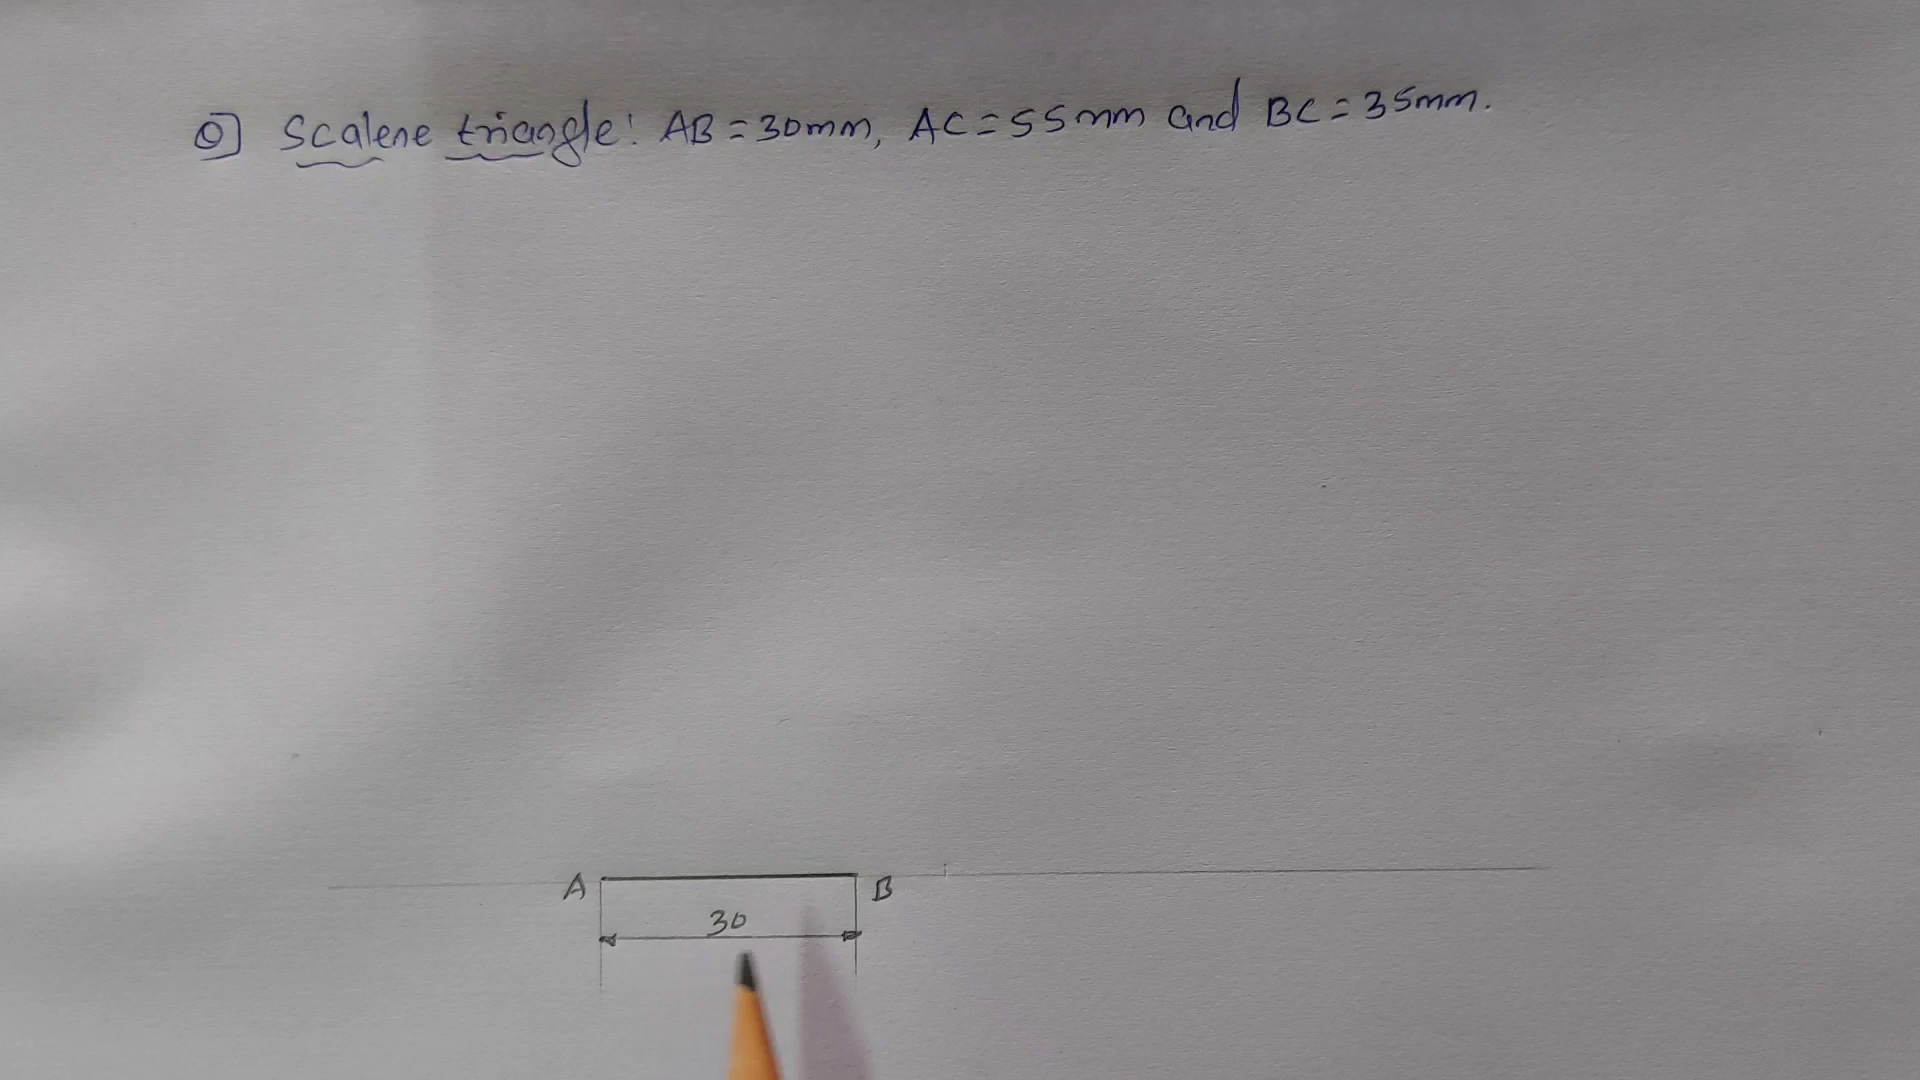 ⊙] Scalene triangle: AB = 30mm, AC = 55mm and BC = 35mm.
A B
30